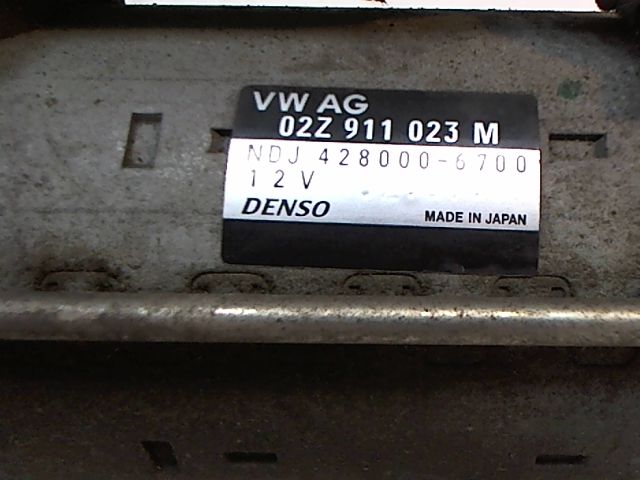 VW AG
02Z 911 023 M
NDJ 428000-6700
12V
DENSO
MADE IN JAPAN